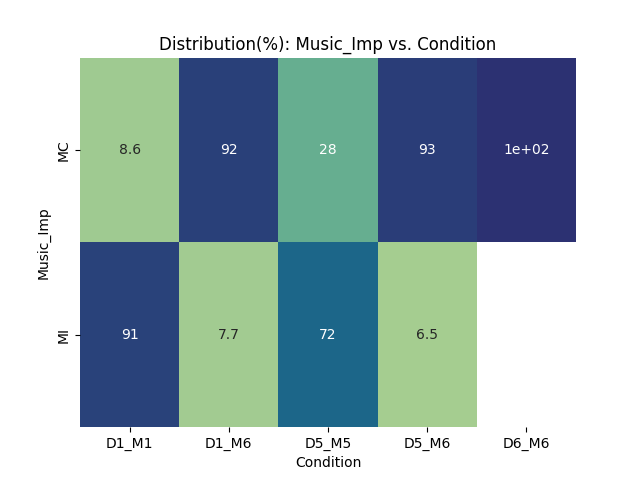 Distribution(%): Music_Imp vs. Condition
Music_Imp
MC
8.6 92 28 93 1e+02
MI
91 7.7 72 6.5
D1_M1 D1_M6 D5_M5 D5_M6 D6_M6
Condition